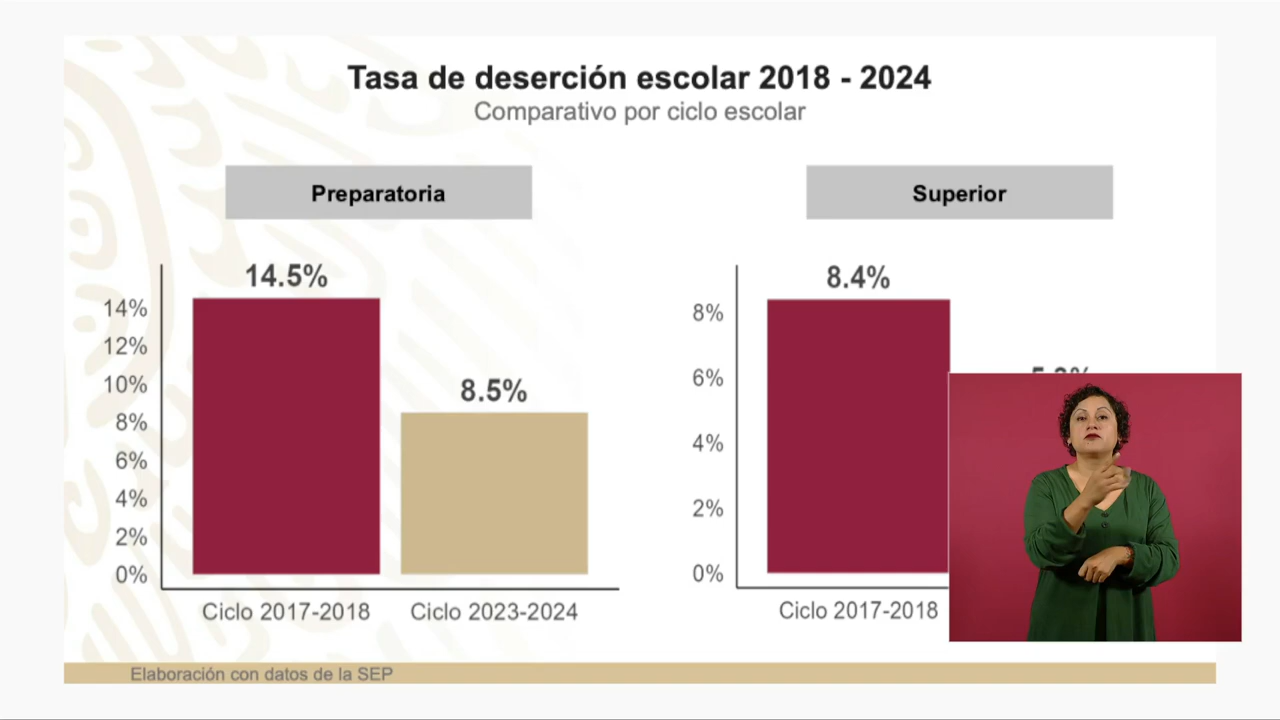 Tasa de deserción escolar 2018 - 2024
Comparativo por ciclo escolar
Preparatoria
14.5%
8.5%
14%
12%
10%
8%
6%
4%
2%
0%
Ciclo 2017-2018
Ciclo 2023-2024
Superior
8.4%
8%
6%
4%
2%
0%
Ciclo 2017-2018
Elaboración con datos de la SEP